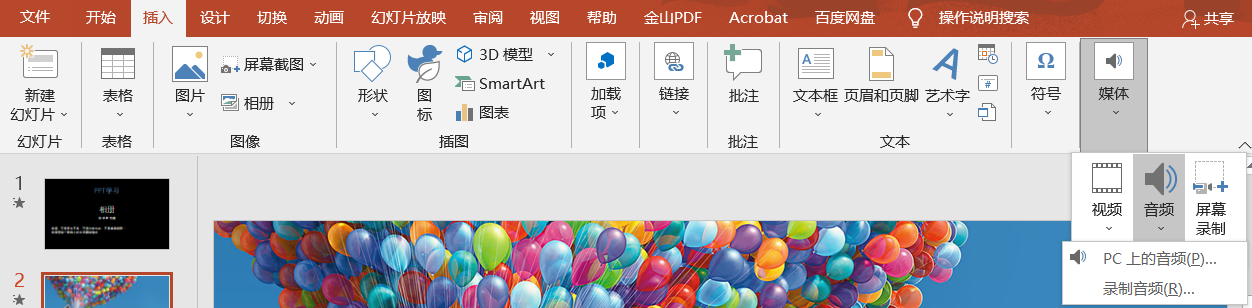 文件 开始 插入 设计 切换 动画 幻灯片放映 审阅 视图 帮助 金山PDF Acrobat 百度网盘 操作说明搜索 共享
新建
幻灯片
表格
图片
屏幕截图
相册
形状
图
标
3D 模型
SmartArt
图表
加载
项
链接
批注
文本框
页眉和页脚
艺术字
#
Ω
符号
媒体
幻灯片 表格 图像 插图 批注 文本
视频
音频
屏幕
录制
PC 上的音频(P)...
录制音频(R)...
1
PPT学习
相册
2